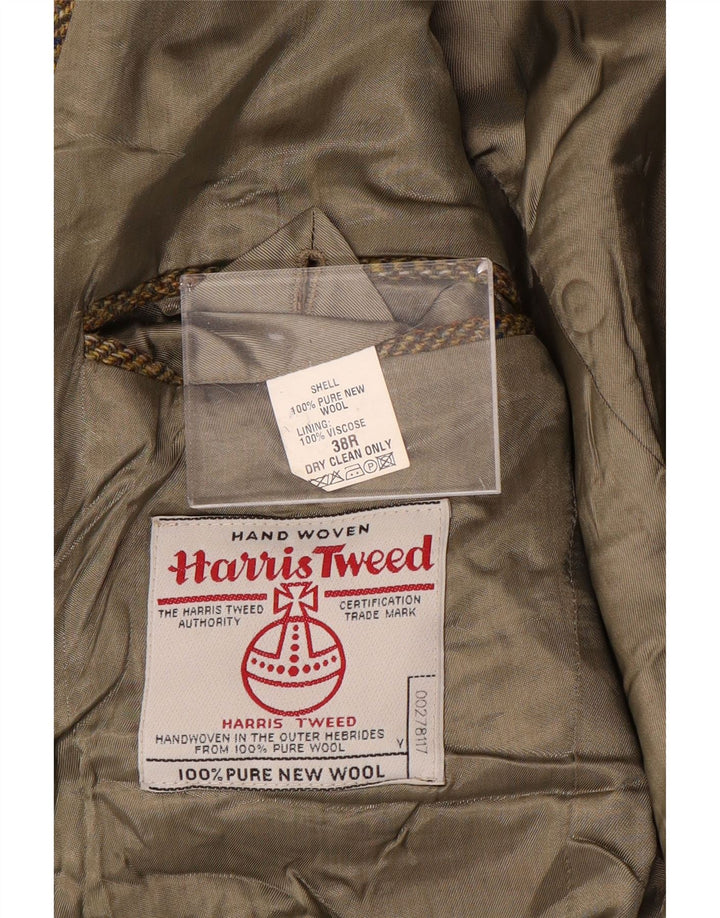 SHELL
100% PURE NEW
WOOL
LINING:
100% VISCOSE
38R
DRY CLEAN ONLY
P
HAND WOVEN
Harris Tweed
THE HARRIS TWEED
AUTHORITY
CERTIFICATION
TRADE MARK
HARRIS TWEED
HANDWOVEN IN THE OUTER HEBRIDES
FROM 100% PURE WOOL
Y
00278117
100% PURE NEW WOOL